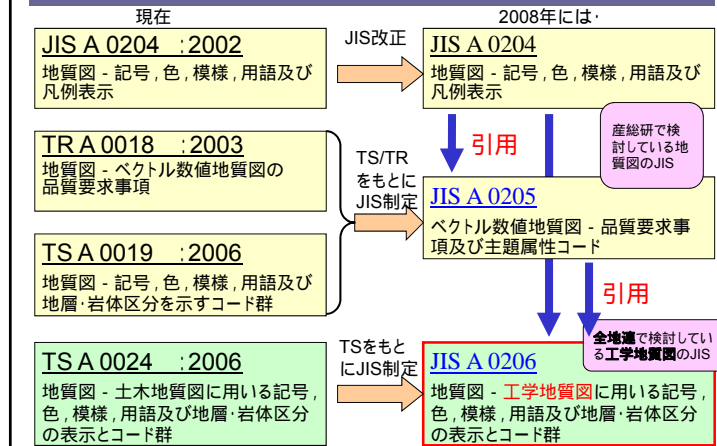 現在
2008年には・
JIS A 0204　:2002
地質図 - 記号,色,模様,用語及び
凡例表示
JIS改正
JIS A 0204
地質図 - 記号,色,模様,用語及び
凡例表示
TR A 0018　:2003
地質図 - ベクトル数値地質図の
品質要求事項
TS/TR
をもとに
JIS制定
引用
産総研で検
討している地
質図のJIS
JIS A 0205
ベクトル数値地質図 - 品質要求事
項及び主題属性コード
TS A 0019　:2006
地質図 - 記号,色,模様,用語及び
地層・岩体区分を示すコード群
引用
全地連で検討してい
る工学地質図のJIS
TS A 0024　:2006
地質図 - 土木地質図に用いる記号,
色,模様,用語及び地層・岩体区分
の表示とコード群
TSをもと
にJIS制定
JIS A 0206
地質図 - 工学地質図に用いる記号,
色,模様,用語及び地層・岩体区分
の表示とコード群